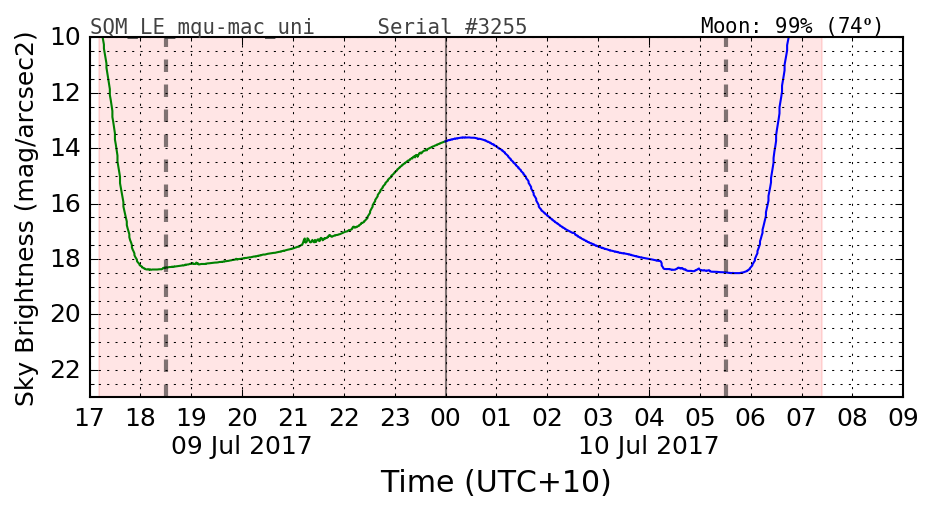 SQM_LE_mqu-mac_uni Serial #3255 Moon: 99% (74º)
10
12
14
16
18
20
22
Sky Brightness (mag/arcsec2)
17 18 19 20 21 22 23 00 01 02 03 04 05 06 07 08 09
09 Jul 2017 10 Jul 2017
Time (UTC+10)